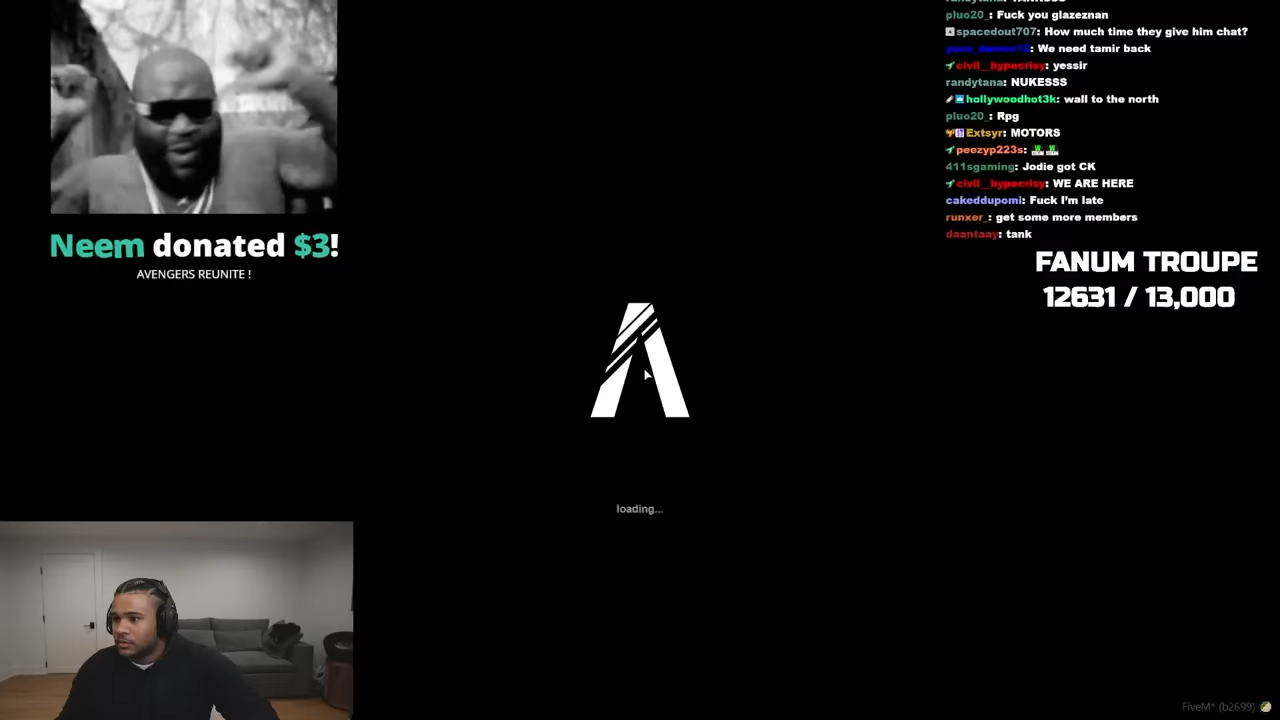 pluo20_: Fuck you glazeznan
spacedout707: How much time they give him chat?
: We need tamir back
civil__hypocrisy: yessir
randytana: NUKESSS
hollywoodhot3k: wall to the north
pluo20_: Rpg
Extsyr: MOTORS
peezyp223s:
411sgaming: Jodie got CK
civil__hypocrisy: WE ARE HERE
cakeddupomi: Fuck I'm late
runxer_: get some more members
daantaay: tank
Neem donated $3!
AVENGERS REUNITE !
FANUM TROUPE
12631 / 13,000
loading...
FiveM* (b2699)